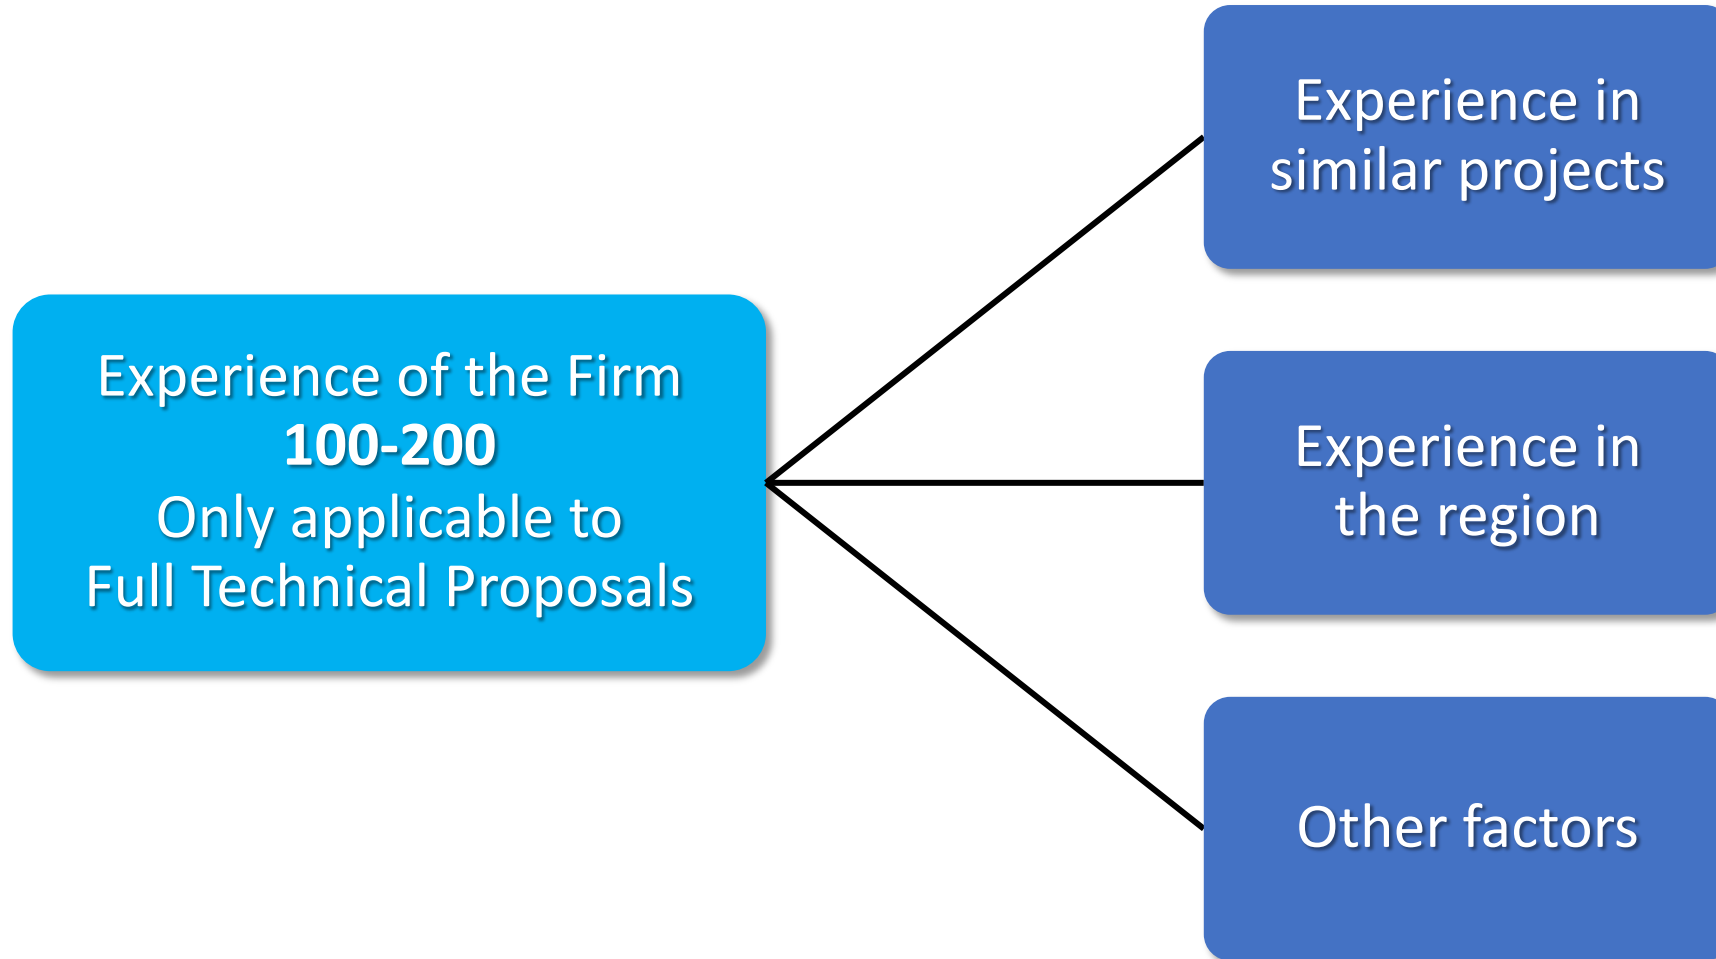 Experience of the Firm
100-200
Only applicable to
Full Technical Proposals
Experience in
similar projects
Experience in
the region
Other factors